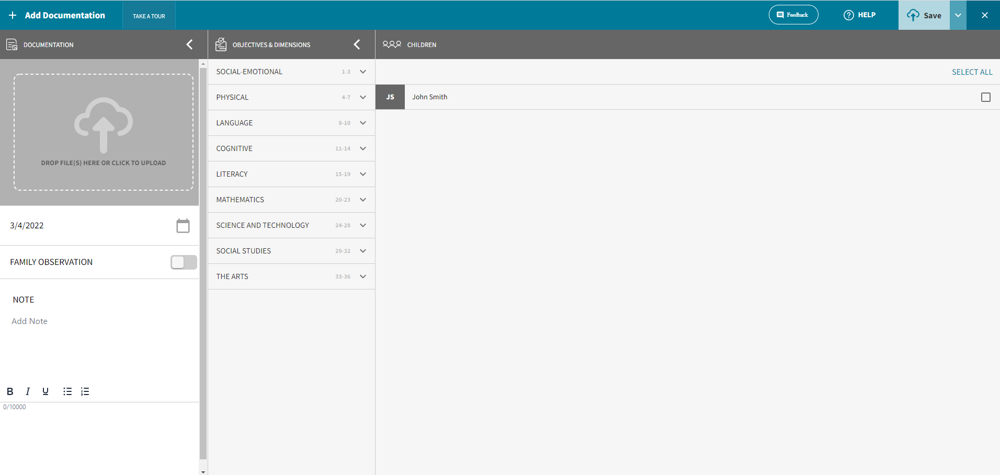 Add Documentation
TAKE A TOUR
Feedback
HELP
Save
DOCUMENTATION
OBJECTIVES & DIMENSIONS
CHILDREN
DROP FILE(S) HERE OR CLICK TO UPLOAD
3/4/2022
FAMILY OBSERVATION
NOTE
Add Note
B I U
0/10000
SOCIAL-EMOTIONAL 1-3
PHYSICAL 4-7
LANGUAGE 8-10
COGNITIVE 11-14
LITERACY 15-19
MATHEMATICS 20-23
SCIENCE AND TECHNOLOGY 24-28
SOCIAL STUDIES 29-32
THE ARTS 33-36
SELECT ALL
JS John Smith